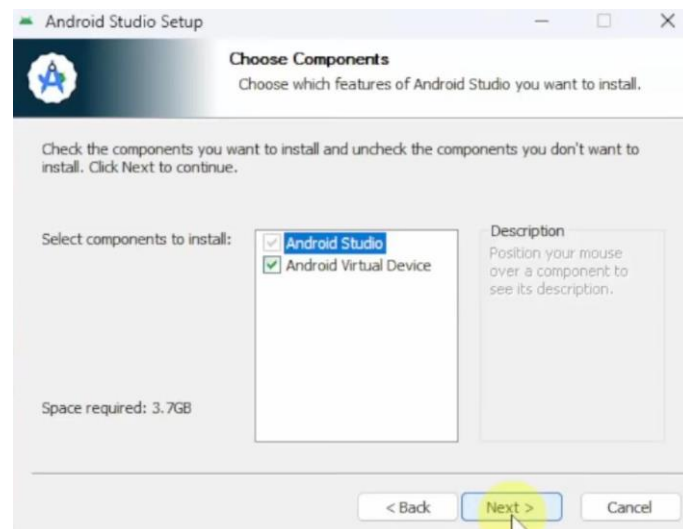 Android Studio Setup
Choose Components
Choose which features of Android Studio you want to install.
Check the components you want to install and uncheck the components you don't want to
install. Click Next to continue.
Select components to install:
Android Studio
Android Virtual Device
Description
Position your mouse
over a component to
see its description.
Space required: 3.7GB
< Back
Next >
Cancel